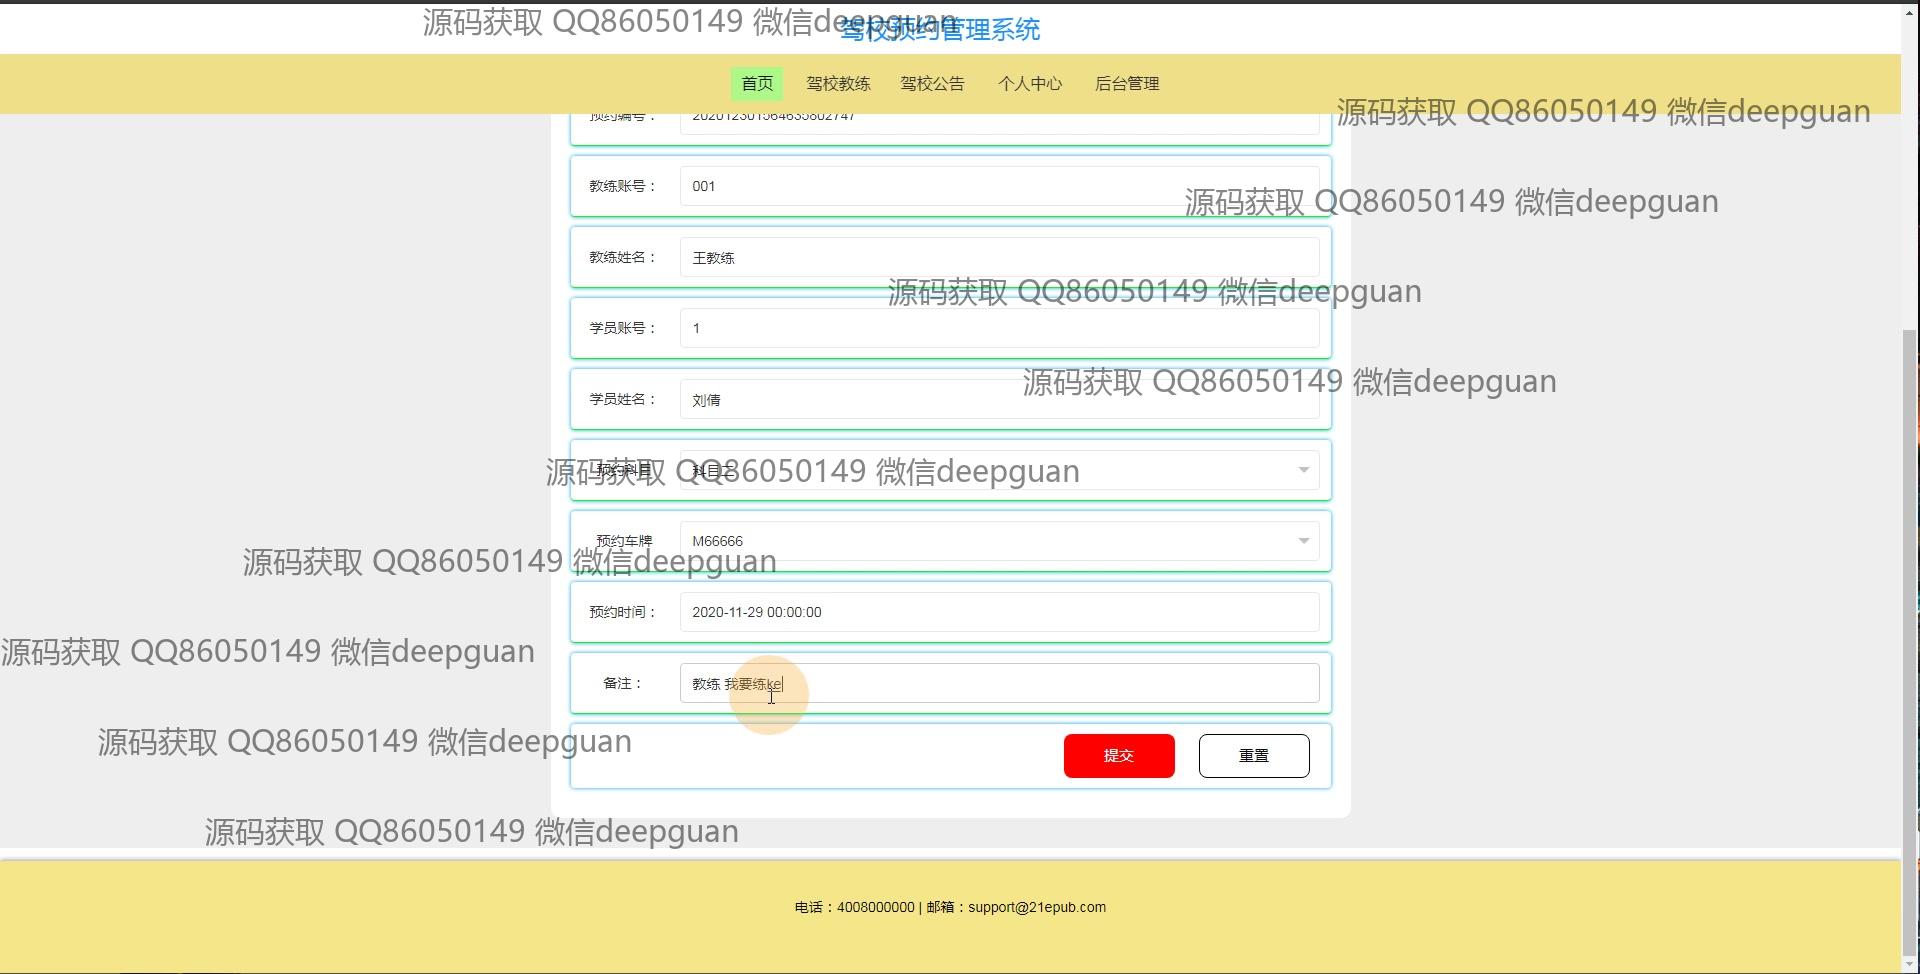 源码获取 QQ86050149 微信deepguan
驾校预约管理系统
首页 驾校教练 驾校公告 个人中心 后台管理
源码获取 QQ86050149 微信deepguan
预约编号： 202012301564635802747
教练账号： 001
源码获取 QQ86050149 微信deepguan
教练姓名： 王教练
源码获取 QQ86050149 微信deepguan
学员账号： 1
源码获取 QQ86050149 微信deepguan
学员姓名： 刘倩
预约科目
源码获取 QQ86050149 微信deepguan
预约车牌 M66666
源码获取 QQ86050149 微信deepguan
预约时间： 2020-11-29 00:00:00
源码获取 QQ86050149 微信deepguan
备注： 教练 我要练ke
源码获取 QQ86050149 微信deepguan
提交 重置
源码获取 QQ86050149 微信deepguan
电话：4008000000 | 邮箱：support@21epub.com